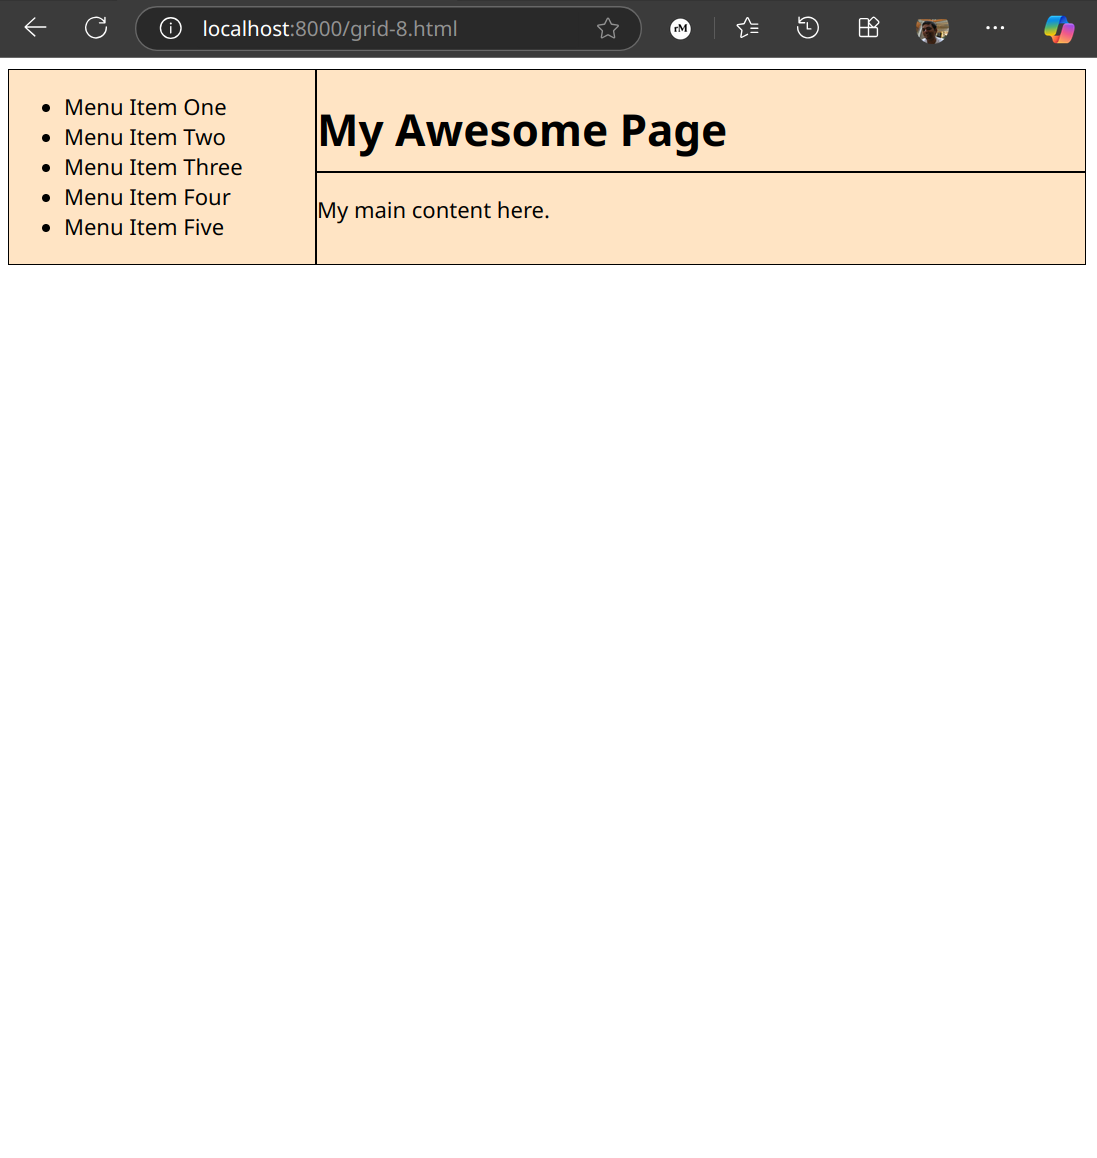 localhost:8000/grid-8.html
rM
Menu Item One
Menu Item Two
Menu Item Three
Menu Item Four
Menu Item Five
My Awesome Page
My main content here.